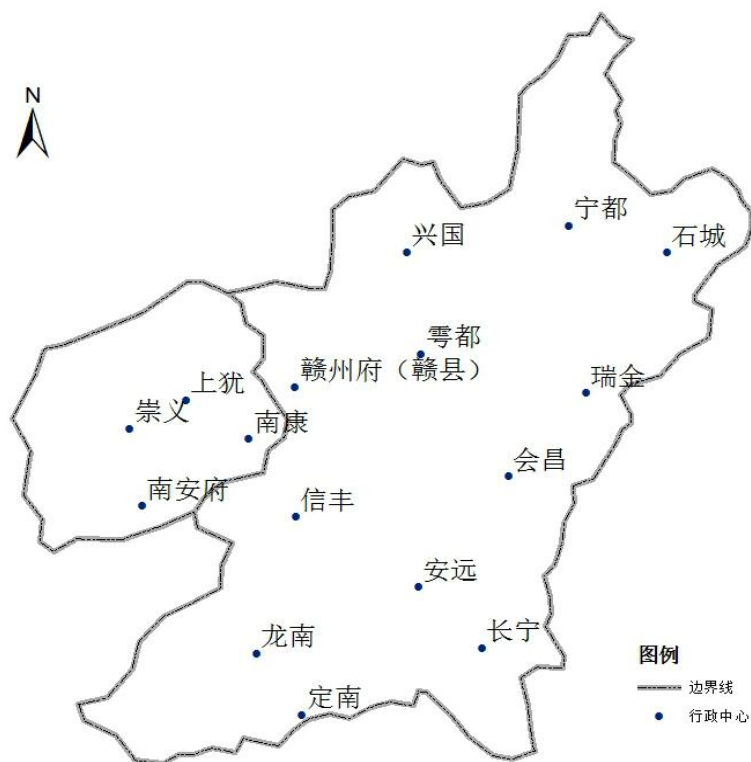 N
宁都
兴国
石城
雩都
赣州府（赣县）
瑞金
上犹
崇义
南康
会昌
南安府
信丰
安远
龙南
长宁
定南
图例
边界线
行政中心